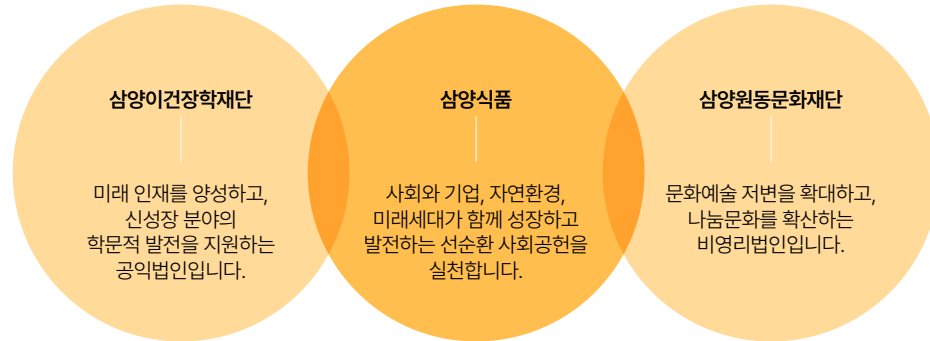 삼양이건장학재단
미래 인재를 양성하고,
신성장 분야의
학문적 발전을 지원하는
공익법인입니다.
삼양식품
사회와 기업, 자연환경,
미래세대가 함께 성장하고
발전하는 선순환 사회공헌을
실천합니다.
삼양원동문화재단
문화예술 저변을 확대하고,
나눔문화를 확산하는
비영리법인입니다.